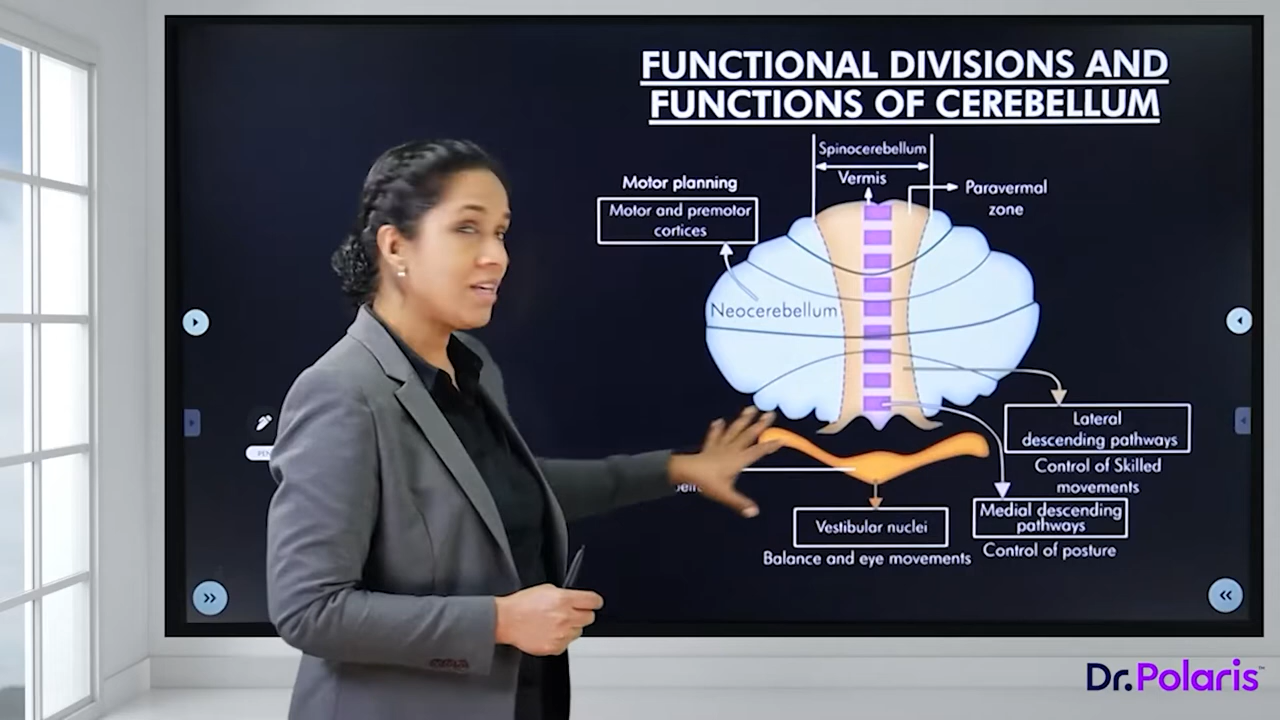 FUNCTIONAL DIVISIONS AND
FUNCTIONS OF CEREBELLUM
Spinocerebellum
Vermis
Motor planning
Motor and premotor
cortices
Paravermal
zone
Neocerebellum
Lateral
descending pathways
Control of Skilled
movements
Medial descending
pathways
Control of posture
Vestibular nuclei
Balance and eye movements
Dr.Polaris™